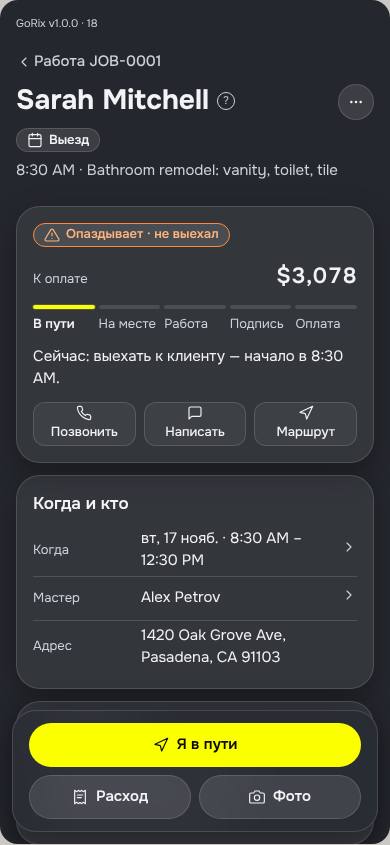 GoRix v1.0.0 · 18
Работа JOB-0001
Sarah Mitchell ?
Выезд
8:30 AM · Bathroom remodel: vanity, toilet, tile
Опаздывает · не выехал
К оплате $3,078
В пути На месте Работа Подпись Оплата
Сейчас: выехать к клиенту — начало в 8:30
AM.
Позвонить Написать Маршрут
Когда и кто
Когда вт, 17 нояб. · 8:30 AM –
12:30 PM
Мастер Alex Petrov
Адрес 1420 Oak Grove Ave,
Pasadena, CA 91103
Я в пути
Расход Фото